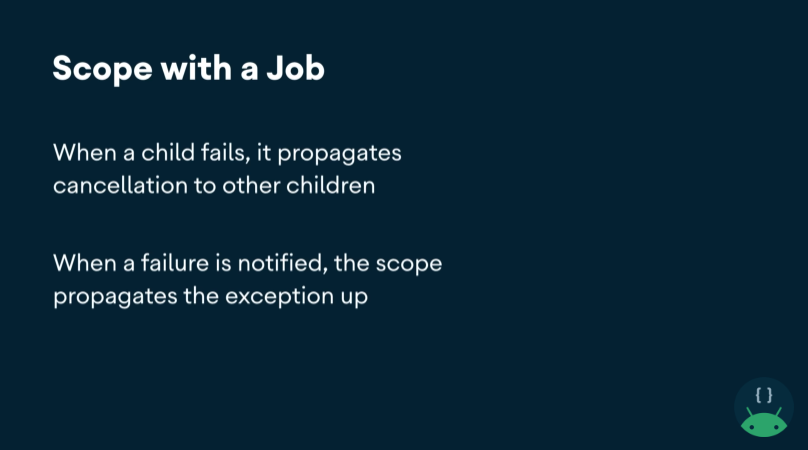 Scope with a Job
When a child fails, it propagates
cancellation to other children
When a failure is notified, the scope
propagates the exception up
{ }